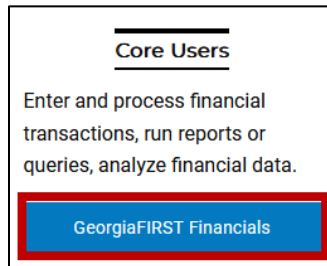 Core Users
Enter and process financial
transactions, run reports or
queries, analyze financial data.
GeorgiaFIRST Financials